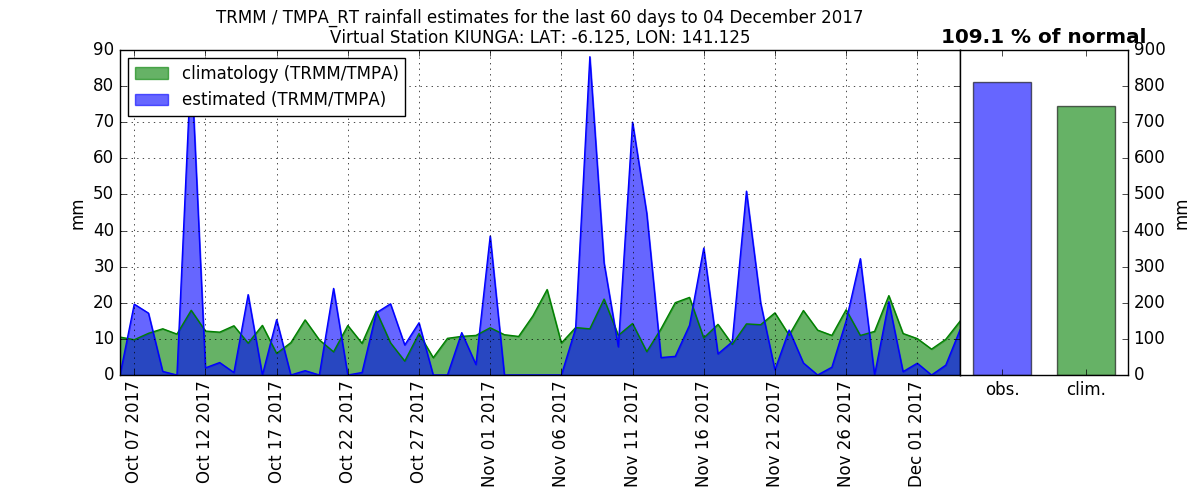 TRMM / TMPA_RT rainfall estimates for the last 60 days to 04 December 2017
Virtual Station KIUNGA: LAT: -6.125, LON: 141.125
109.1 % of normal
climatology (TRMM/TMPA)
estimated (TRMM/TMPA)
mm
90
80
70
60
50
40
30
20
10
0
Oct 07 2017
Oct 12 2017
Oct 17 2017
Oct 22 2017
Oct 27 2017
Nov 01 2017
Nov 06 2017
Nov 11 2017
Nov 16 2017
Nov 21 2017
Nov 26 2017
Dec 01 2017
obs.
clim.
900
800
700
600
500
400
300
200
100
0
mm